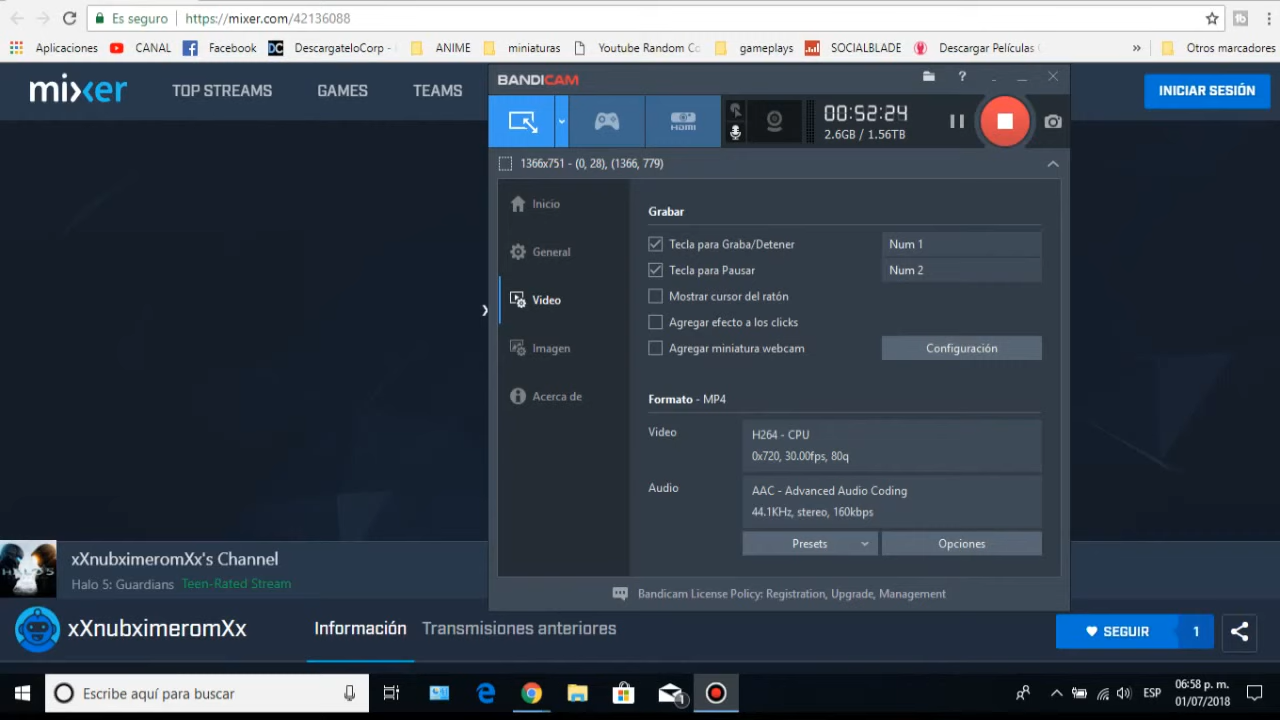 Es seguro | https://mixer.com/42136088
Aplicaciones CANAL Facebook DescargateloCorp - ANIME miniaturas Youtube Random Co gameplays SOCIALBLADE Descargar Películas » Otros marcadores
mixer TOP STREAMS GAMES TEAMS INICIAR SESIÓN
BANDICAM
HDMI
00:52:24
2.6GB / 1.56TB
1366x751 - (0, 28), (1366, 779)
Inicio
General
Video
Imagen
Acerca de
Grabar
Tecla para Graba/Detener Num 1
Tecla para Pausar Num 2
Mostrar cursor del ratón
Agregar efecto a los clicks
Agregar miniatura webcam Configuración
Formato - MP4
Video H264 - CPU
0x720, 30.00fps, 80q
Audio AAC - Advanced Audio Coding
44.1KHz, stereo, 160kbps
Presets Opciones
Bandicam License Policy: Registration, Upgrade, Management
HALO 5
xXnubximeromXx's Channel
Halo 5: Guardians Teen-Rated Stream
xXnubximeromXx Información Transmisiones anteriores SEGUIR 1
Escribe aquí para buscar
1
ESP
06:58 p. m.
01/07/2018